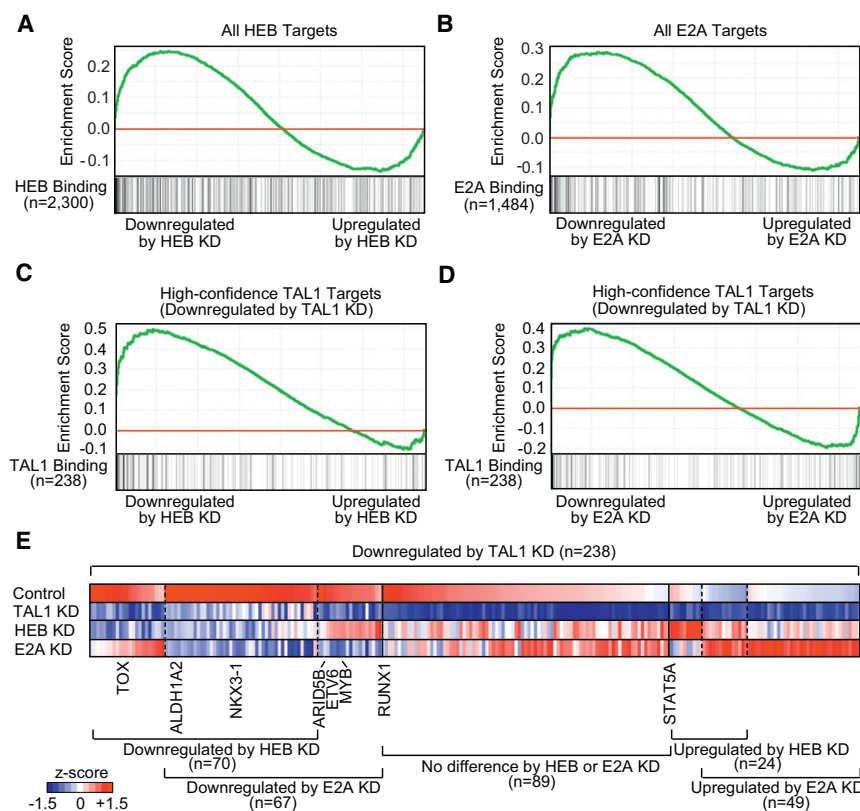 A
All HEB Targets
Enrichment Score
0.2
0.1
0.0
-0.1
HEB Binding
(n=2,300)
Downregulated
by HEB KD
Upregulated
by HEB KD
B
All E2A Targets
Enrichment Score
0.3
0.2
0.1
0.0
-0.1
E2A Binding
(n=1,484)
Downregulated
by E2A KD
Upregulated
by E2A KD
C
High-confidence TAL1 Targets
(Downregulated by TAL1 KD)
Enrichment Score
0.5
0.4
0.3
0.2
0.1
0.0
-0.1
TAL1 Binding
(n=238)
Downregulated
by HEB KD
Upregulated
by HEB KD
D
High-confidence TAL1 Targets
(Downregulated by TAL1 KD)
Enrichment Score
0.4
0.3
0.2
0.1
0.0
-0.1
-0.2
TAL1 Binding
(n=238)
Downregulated
by E2A KD
Upregulated
by E2A KD
E
Downregulated by TAL1 KD (n=238)
Control
TAL1 KD
HEB KD
E2A KD
TOX
ALDH1A2
NKX3-1
ARID5B
ETV6
MYB
RUNX1
STAT5A
Downregulated by HEB KD
(n=70)
Downregulated by E2A KD
(n=67)
No difference by HEB or E2A KD
(n=89)
Upregulated by HEB KD
(n=24)
Upregulated by E2A KD
(n=49)
z-score
-1.5 0 +1.5